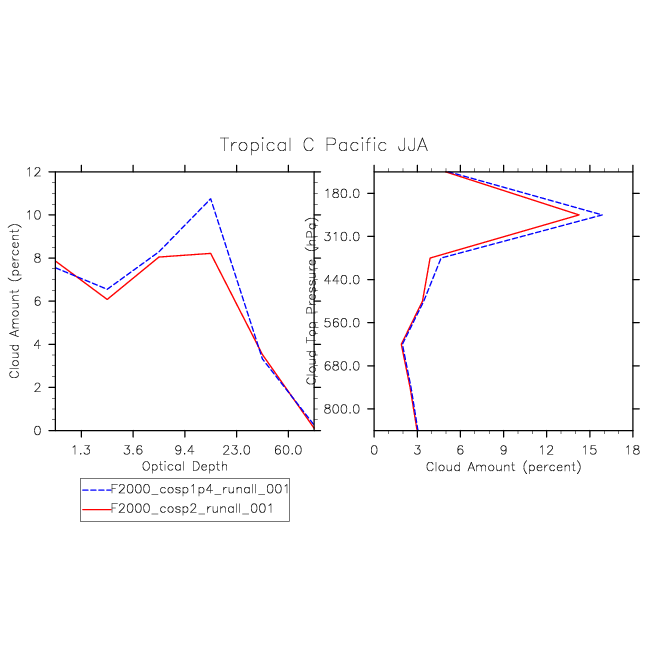 Tropical C Pacific JJA
Cloud Amount (percent)
12
10
8
6
4
2
0
1.3 3.6 9.4 23.0 60.0
Optical Depth
Cloud Top Pressure (hPa)
180.0
310.0
440.0
560.0
680.0
800.0
0 3 6 9 12 15 18
Cloud Amount (percent)
F2000_cosp1p4_runall_001
F2000_cosp2_runall_001